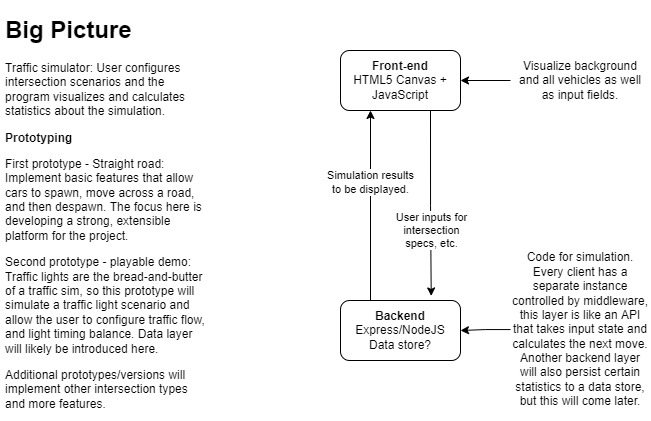 Big Picture
Traffic simulator: User configures
intersection scenarios and the
program visualizes and calculates
statistics about the simulation.
Prototyping
First prototype - Straight road:
Implement basic features that allow
cars to spawn, move across a road,
and then despawn. The focus here is
developing a strong, extensible
platform for the project.
Second prototype - playable demo:
Traffic lights are the bread-and-butter
of a traffic sim, so this prototype will
simulate a traffic light scenario and
allow the user to configure traffic flow,
and light timing balance. Data layer
will likely be introduced here.
Additional prototypes/versions will
implement other intersection types
and more features.
Front-end
HTML5 Canvas +
JavaScript
Visualize background
and all vehicles as well
as input fields.
Simulation results
to be displayed.
User inputs for
intersection
specs, etc.
Backend
Express/NodeJS
Data store?
Code for simulation.
Every client has a
separate instance
controlled by middleware,
this layer is like an API
that takes input state and
calculates the next move.
Another backend layer
will also persist certain
statistics to a data store,
but this will come later.